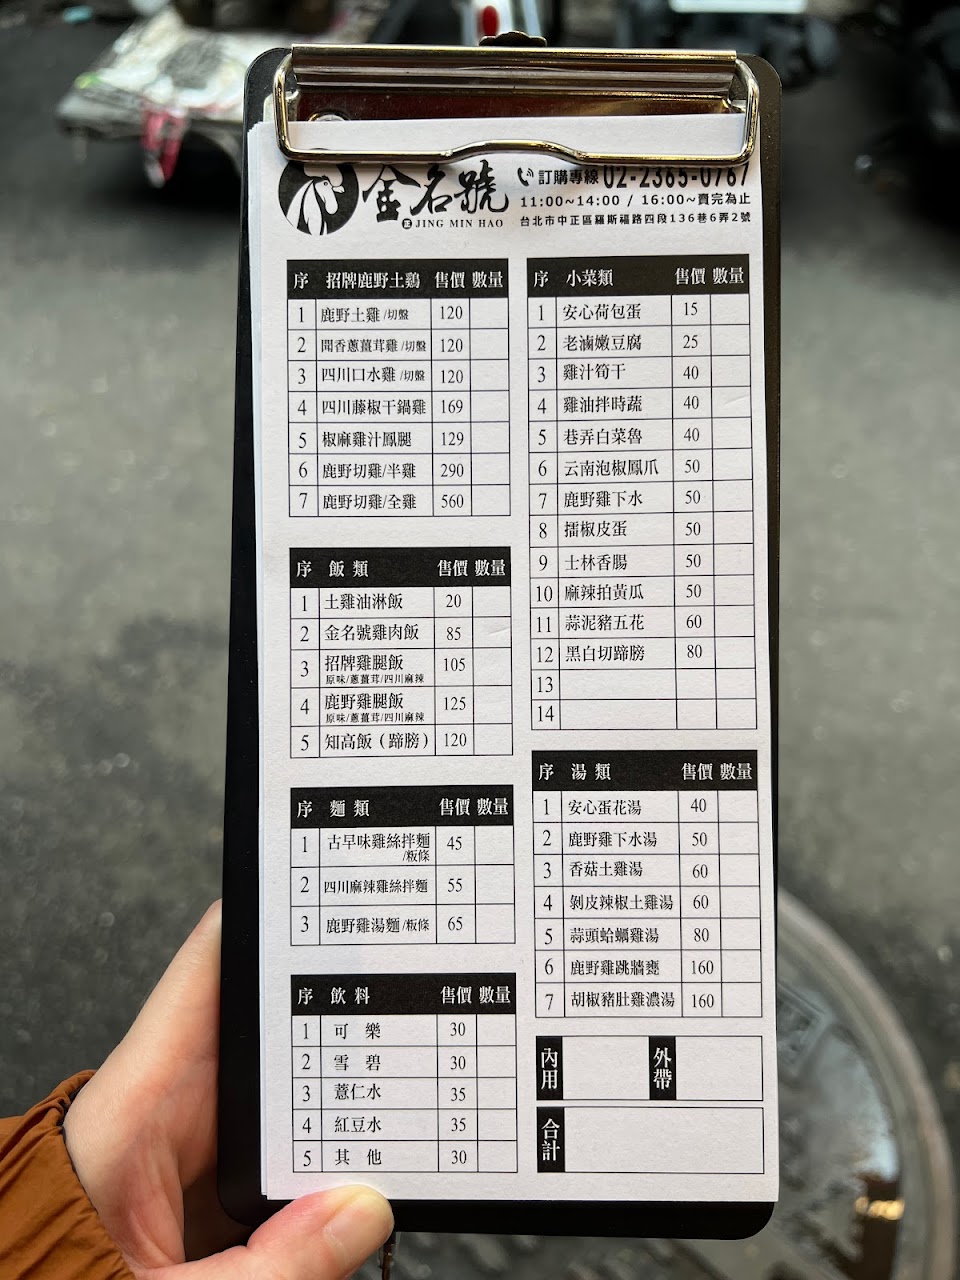 金名號
正 JING MIN HAO
訂購專線 02-2365-0767
11:00~14:00 / 16:00~賣完為止
台北市中正區羅斯福路四段136巷6弄2號
序 招牌鹿野土鷄 售價 數量
1 鹿野土雞/切盤 120
2 聞香蔥薑茸雞/切盤 120
3 四川口水雞/切盤 120
4 四川藤椒干鍋雞 169
5 椒麻雞汁鳳腿 129
6 鹿野切雞/半雞 290
7 鹿野切雞/全雞 560
序 飯類 售價 數量
1 土雞油淋飯 20
2 金名號雞肉飯 85
3 招牌雞腿飯 105
原味/蔥薑茸/四川麻辣
4 鹿野雞腿飯 125
原味/蔥薑茸/四川麻辣
5 知高飯(蹄膀) 120
序 麵類 售價 數量
1 古早味雞絲拌麵 45
/粄條
2 四川麻辣雞絲拌麵 55
3 鹿野雞湯麵/粄條 65
序 飲料 售價 數量
1 可樂 30
2 雪碧 30
3 薏仁水 35
4 紅豆水 35
5 其他 30
序 小菜類 售價 數量
1 安心荷包蛋 15
2 老滷嫩豆腐 25
3 雞汁筍干 40
4 雞油拌時蔬 40
5 巷弄白菜魯 40
6 云南泡椒鳳爪 50
7 鹿野雞下水 50
8 擂椒皮蛋 50
9 士林香腸 50
10 麻辣拍黃瓜 50
11 蒜泥豬五花 60
12 黑白切蹄膀 80
13
14
序 湯類 售價 數量
1 安心蛋花湯 40
2 鹿野雞下水湯 50
3 香菇土雞湯 60
4 剝皮辣椒土雞湯 60
5 蒜頭蛤蠣雞湯 80
6 鹿野雞跳牆甕 160
7 胡椒豬肚雞濃湯 160
內用 外帶
合計